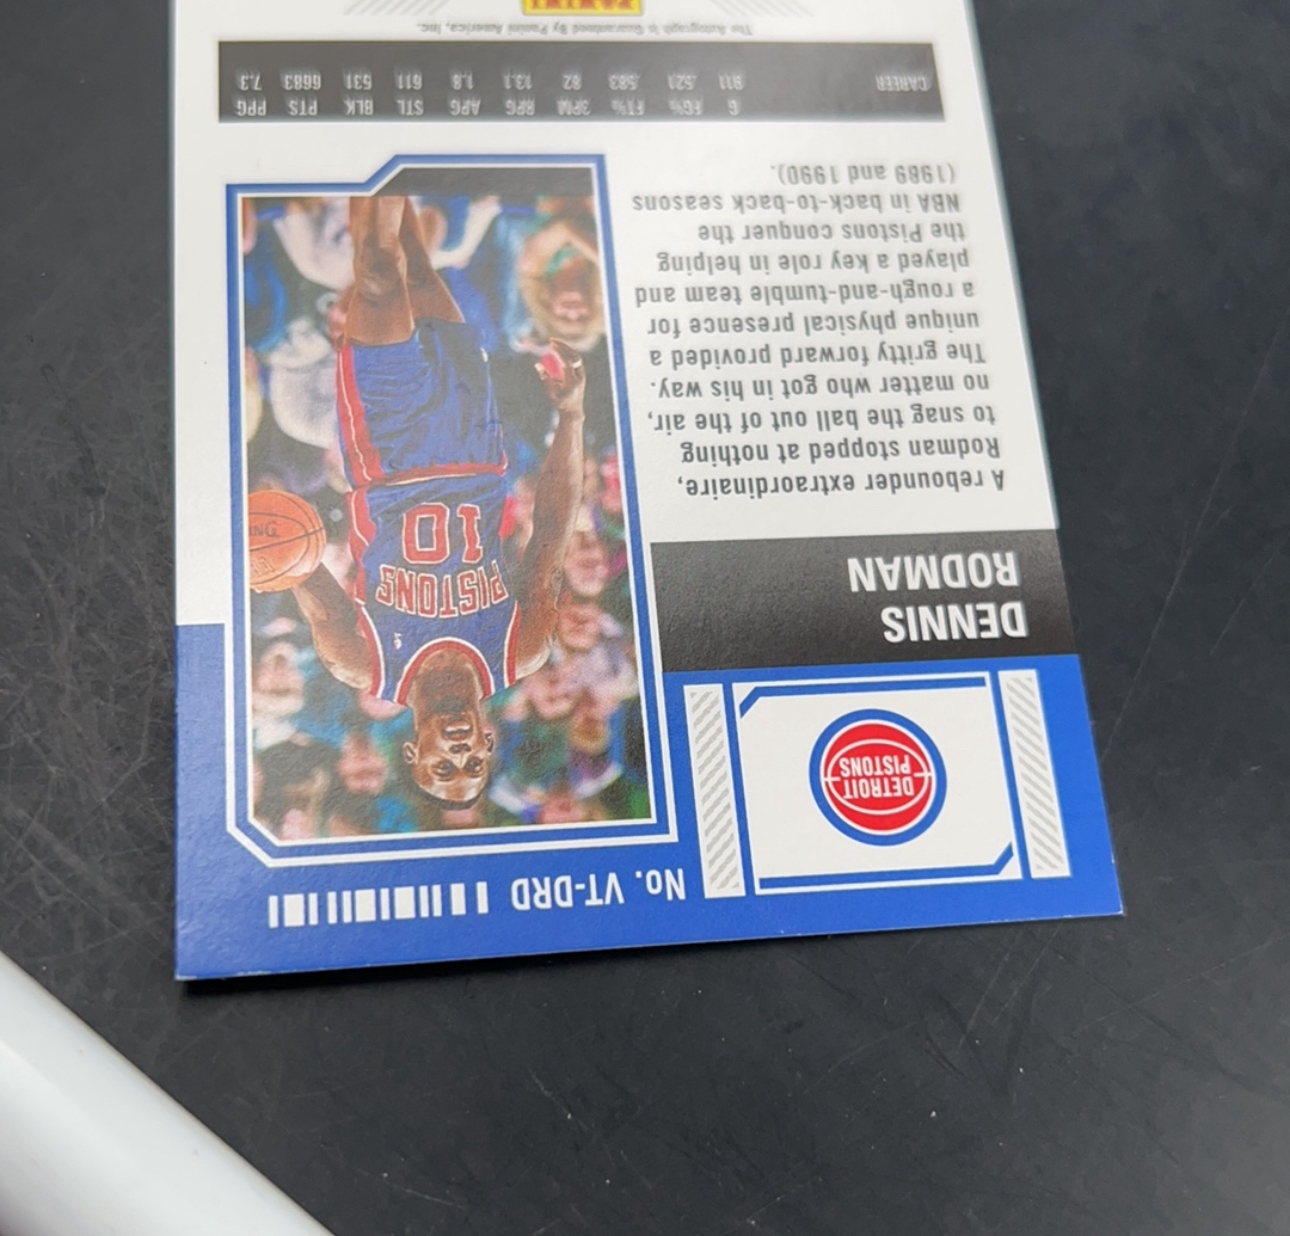 No. VT-DRD
DETROIT
PISTONS
DENNIS
RODMAN
PISTONS
10
A rebounder extraordinaire,
Rodman stopped at nothing
to snag the ball out of the air,
no matter who got in his way.
The gritty forward provided a
unique physical presence for
a rough-and-tumble team and
played a key role in helping
the Pistons conquer the
NBA in back-to-back seasons
(1989 and 1990).
G FG% FT% 3PM RPG APG STL BLK PTS PPG
CAREER 911 .521 .583 82 13.1 1.8 611 531 6683 7.3
The Autograph is Guaranteed By Panini America, Inc.
PANINI